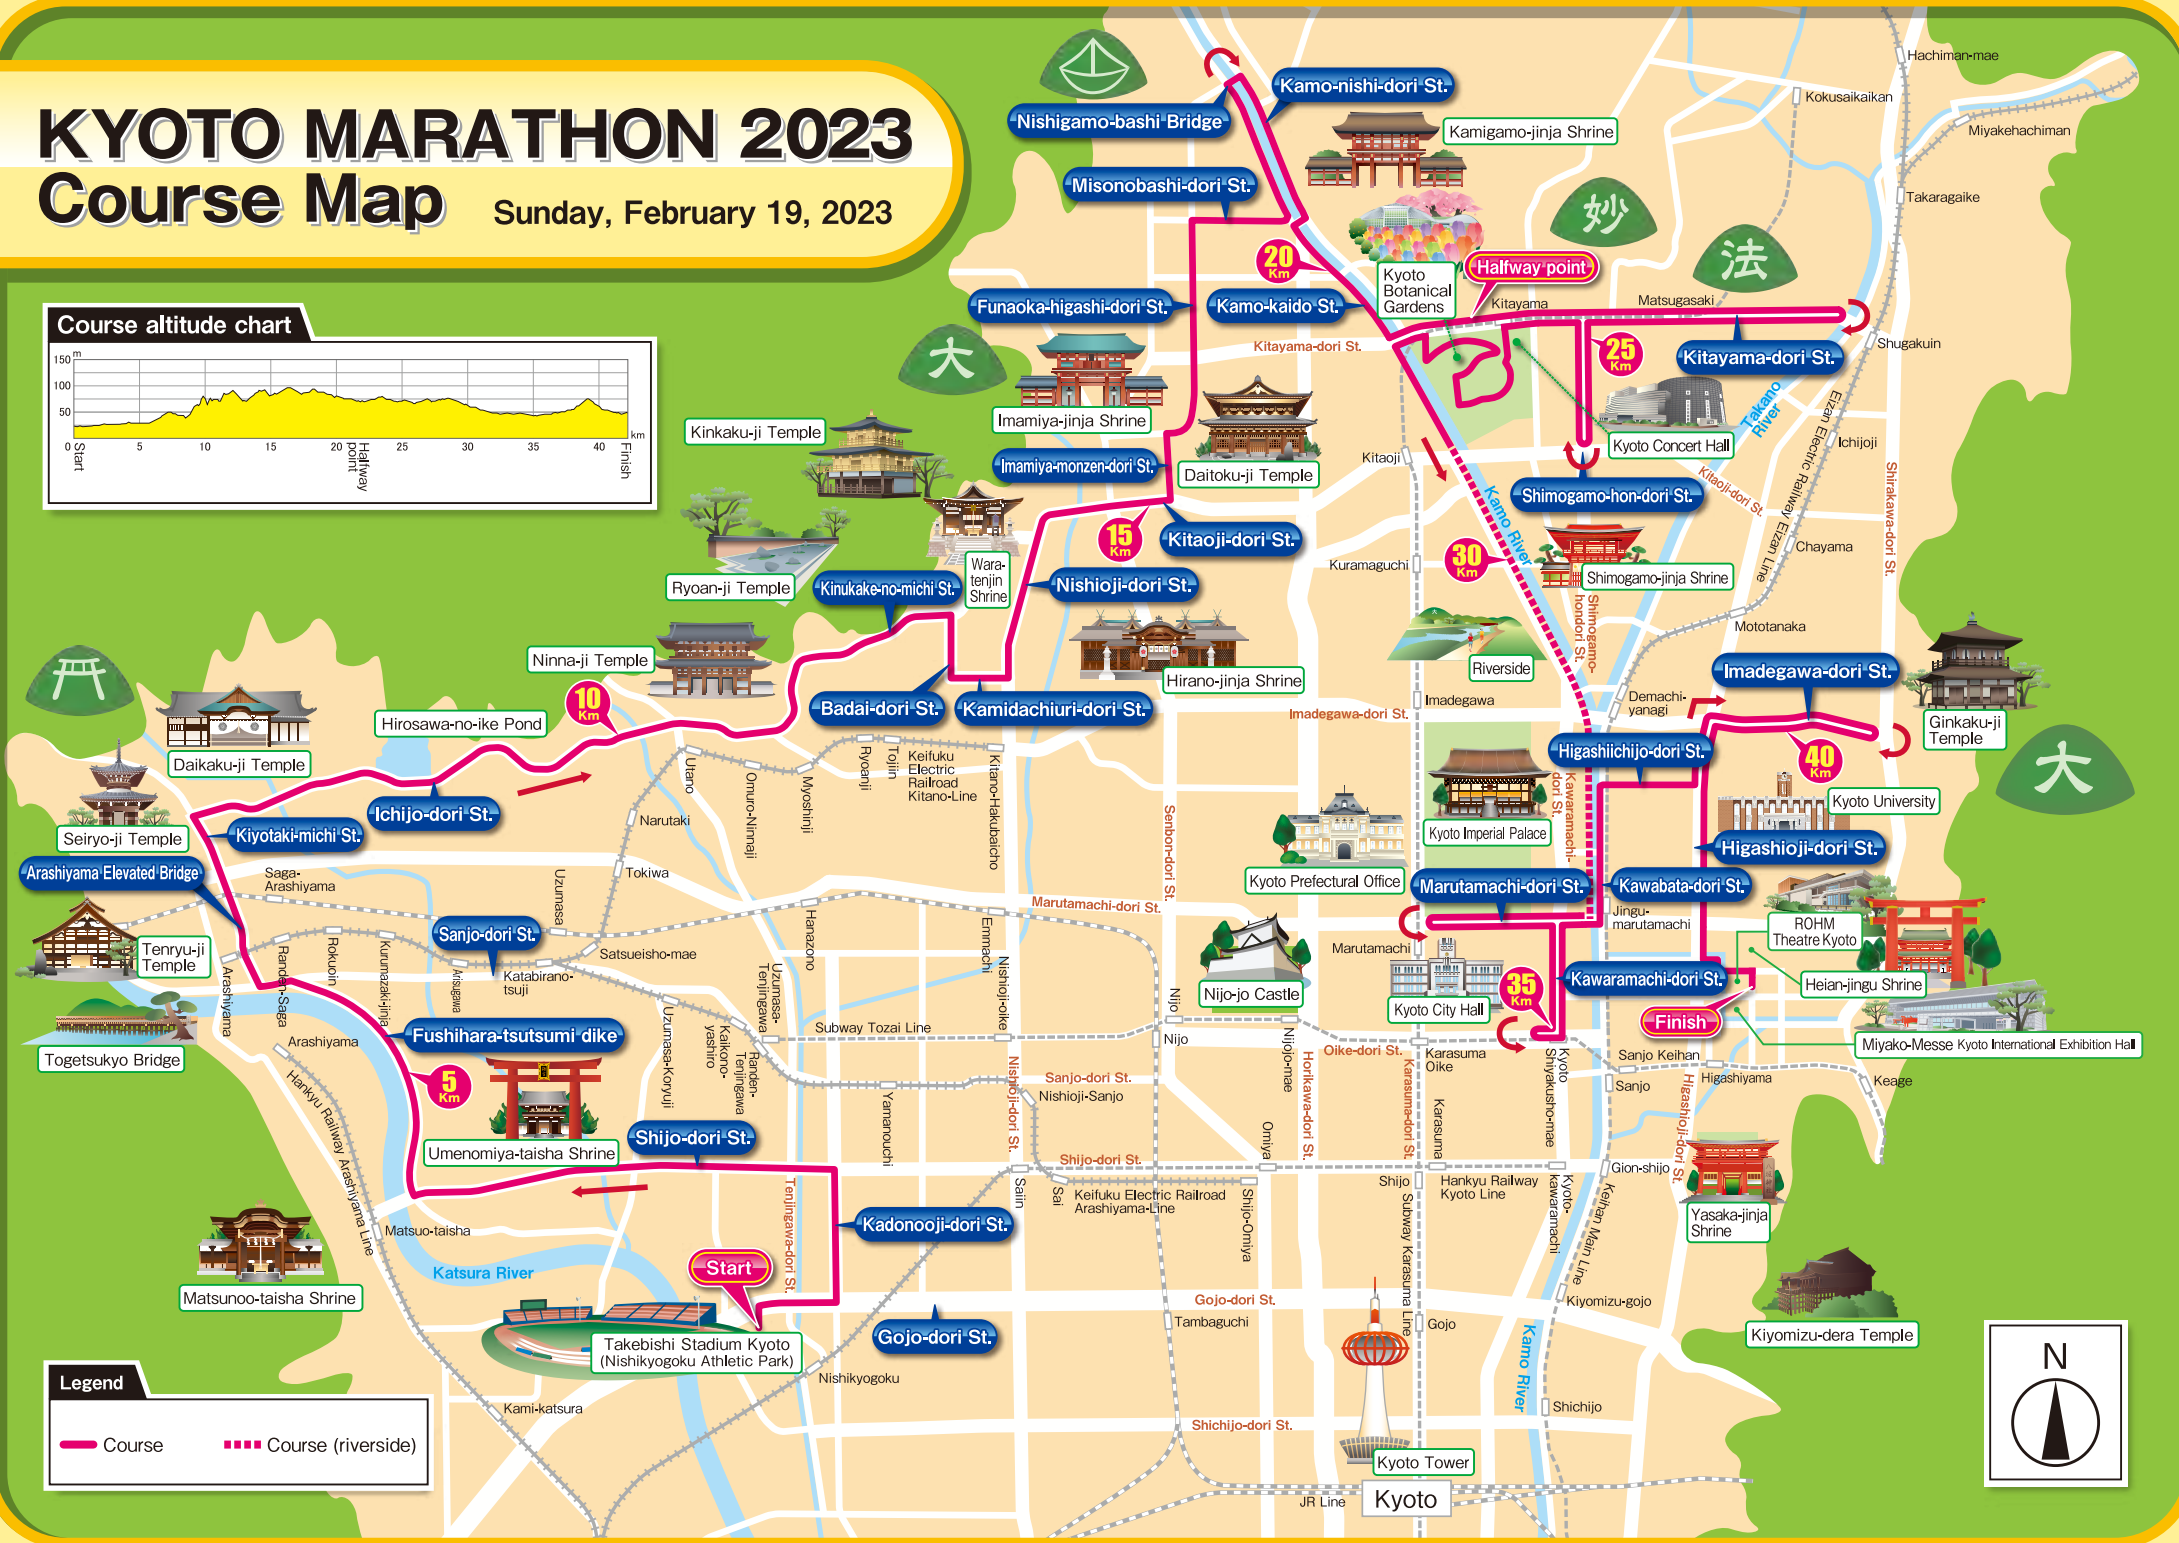 KYOTO MARATHON 2023
Course Map
Sunday, February 19, 2023
Course altitude chart
m
150
100
50
0
5
10
15
20
25
30
35
40
km
Start
Halfway
point
Finish
Hachiman-mae
Kokusaikaikan
Miyakehachiman
Takaragaike
Kamo-nishi-dori St.
Nishigamo-bashi Bridge
Kamigamo-jinja Shrine
Misonobashi-dori St.
妙
法
20
Km
Kyoto
Botanical
Gardens
Halfway point
Kitayama
Matsugasaki
Funaoka-higashi-dori St.
Kamo-kaido St.
Kitayama-dori St.
25
Km
Kitayama-dori St.
Shugakuin
大
Imamiya-jinja Shrine
Takano
River
Eizan Electric Railway Eizan Line
Kinkaku-ji Temple
Kyoto Concert Hall
Ichijoji
Imamiya-monzen-dori St.
Daitoku-ji Temple
Kitaoji
Kitaoji-dori St.
Shirakawa-dori St.
Shimogamo-hon-dori St.
15
Km
Kitaoji-dori St.
Kamo River
Chayama
30
Km
Kuramaguchi
Shimogamo-jinja Shrine
Ryoan-ji Temple
Kinukake-no-michi St.
Wara-
tenjin
Shrine
Nishioji-dori St.
Shimogamo-
hondori St.
Mototanaka
Riverside
Ninna-ji Temple
Hirano-jinja Shrine
Imadegawa-dori St.
10
Km
Badai-dori St.
Kamidachiuri-dori St.
Imadegawa-dori St.
Imadegawa
Demachi-
yanagi
Ginkaku-ji
Temple
Hirosawa-no-ike Pond
Daikaku-ji Temple
Higashiichijo-dori St.
40
Km
大
Utano
Omuro-Ninnaji
Myoshinji
Ryoanji
Tojiin
Keifuku
Electric
Railroad
Kitano-Line
Kitano-Hakubaicho
Ichijo-dori St.
Kyoto University
Narutaki
Senbon-dori St.
Kyoto Imperial Palace
Kawaramachi-
dori St.
Seiryo-ji Temple
Kiyotaki-michi St.
Higashioji-dori St.
Arashiyama Elevated Bridge
Saga-
Arashiyama
Uzumasa
Tokiwa
Kyoto Prefectural Office
Marutamachi-dori St.
Kawabata-dori St.
Marutamachi-dori St.
Hanazono
Emmachi
Jingu-
marutamachi
ROHM
Theatre Kyoto
Sanjo-dori St.
Tenryu-ji
Temple
Arashiyama
Randen-Saga
Rokuoin
Kurumazaki-jinja
Arisugawa
Katabirano-
tsuji
Satsueisho-mae
Marutamachi
Uzumasa-
Tenjingawa
Nishioji-oike
Nijo
Nijo-jo Castle
35
Km
Kawaramachi-dori St.
Heian-jingu Shrine
Kyoto City Hall
Finish
Togetsukyo Bridge
Arashiyama
Fushihara-tsutsumi dike
Uzumasa-Koryuji
Kaikono-
yashiro
Randen-
Tenjingawa
Subway Tozai Line
Nijo
Nijojo-mae
Oike-dori St.
Karasuma
Oike
Kyoto
Shiyakusho-mae
Sanjo Keihan
Miyako-Messe Kyoto International Exhibition Hall
Sanjo
Higashiyama
Keage
5
Km
Hankyu Railway Arashiyama Line
Sanjo-dori St.
Nishioji-Sanjo
Nishioji-dori St.
Yamanouchi
Horikawa-dori St.
Karasuma-dori St.
Karasuma
Higashioji-dori St.
Umenomiya-taisha Shrine
Shijo-dori St.
Omiya
Shijo-dori St.
Saiin
Sai
Keifuku Electric Railroad
Arashiyama-Line
Shijo-Omiya
Shijo
Hankyu Railway
Kyoto Line
Kyoto-
kawaramachi
Gion-shijo
Yasaka-jinja
Shrine
Matsuo-taisha
Tenjingawa-dori St.
Kadonooji-dori St.
Subway Karasuma Line
Keihan Main Line
Katsura River
Start
Matsunoo-taisha Shrine
Gojo-dori St.
Gojo-dori St.
Tambaguchi
Gojo
Kiyomizu-gojo
Kiyomizu-dera Temple
Takebishi Stadium Kyoto
(Nishikyogoku Athletic Park)
Nishikyogoku
Kamo River
Kami-katsura
Shichijo-dori St.
Shichijo
Kyoto Tower
JR Line
Kyoto
Legend
Course
Course (riverside)
N